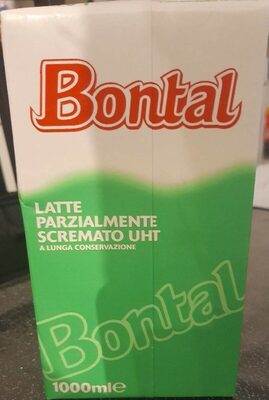 Bontal
LATTE
PARZIALMENTE
SCREMATO UHT
A LUNGA CONSERVAZIONE
Bontal
1000ml℮